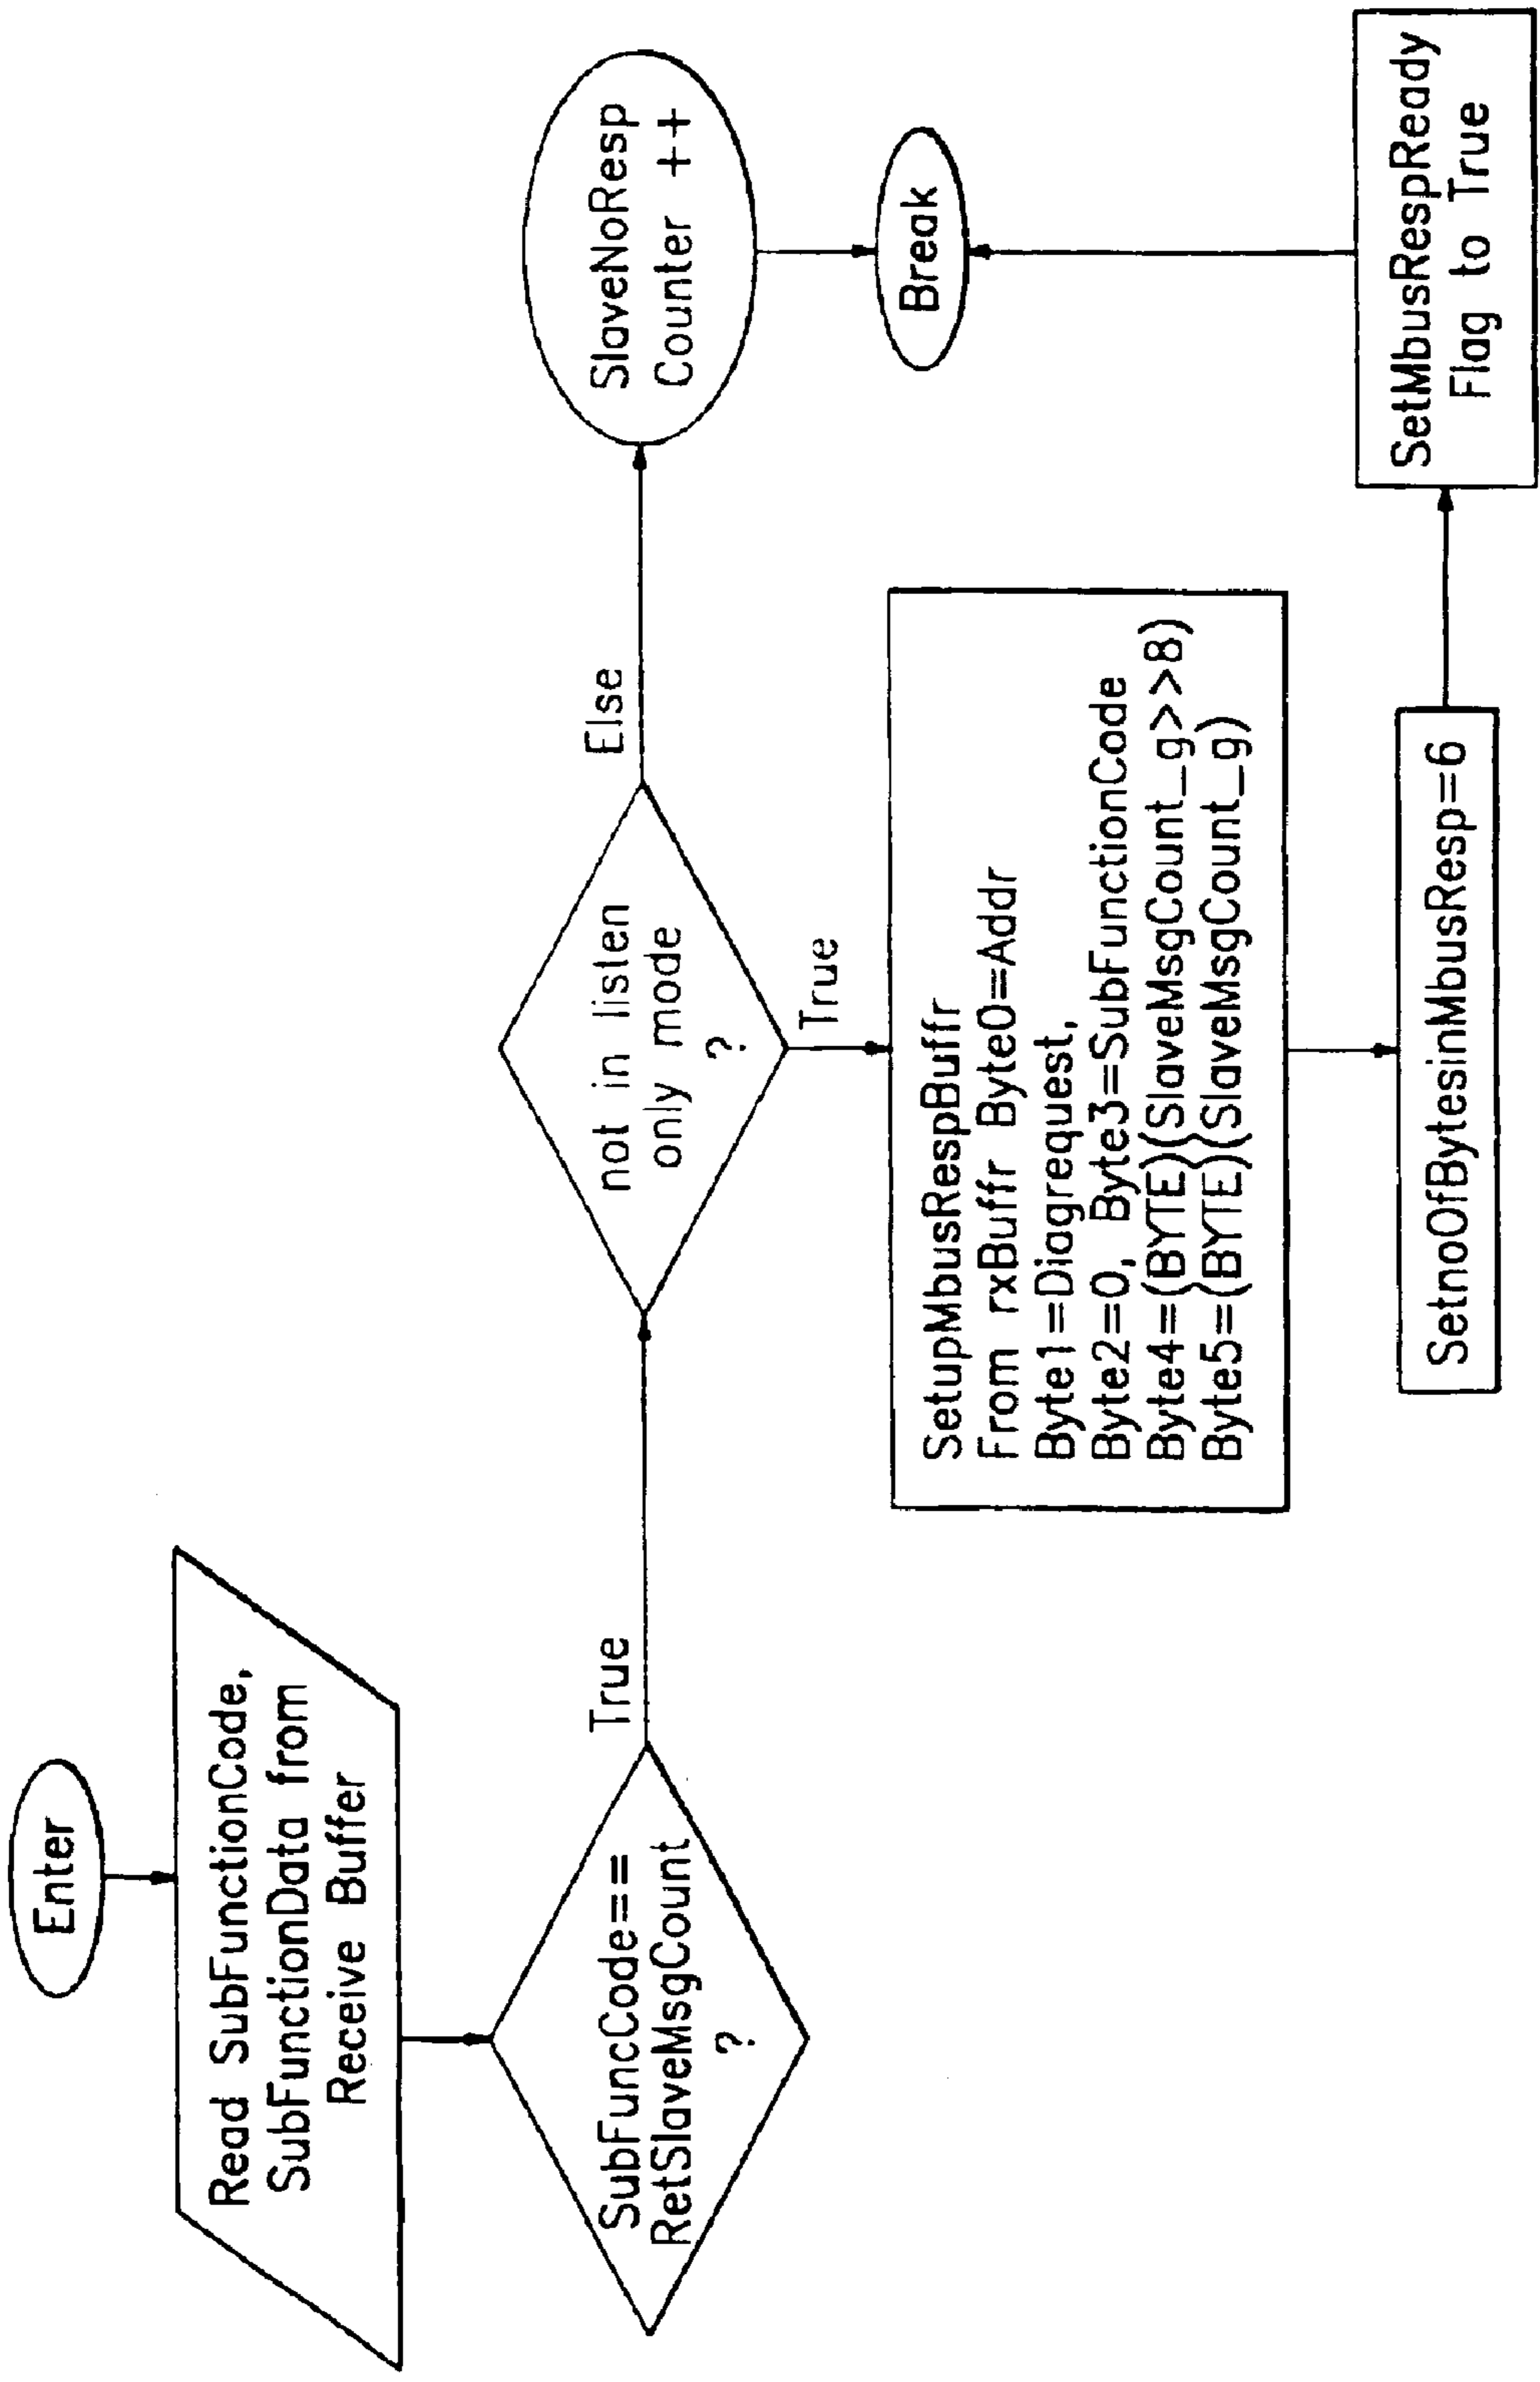 Enter
Read SubFunctionCode,
SubFunctionData from
Receive Buffer
SubFuncCode==
RetSlaveMsgCount
?
True
not in listen
only mode
?
Else
SlaveNoResp
Counter ++
Break
True
SetupMbusRespBuffr
From rxBuffr Byte0=Addr
Byte1=Diagrequest,
Byte2=0, Byte3=SubFunctionCode
Byte4=(BYTE)(SlaveMsgCount_g>>8)
Byte5=(BYTE)(SlaveMsgCount_g)
SetnoOfBytesinMbusResp=6
SetMbusRespReady
Flag to True